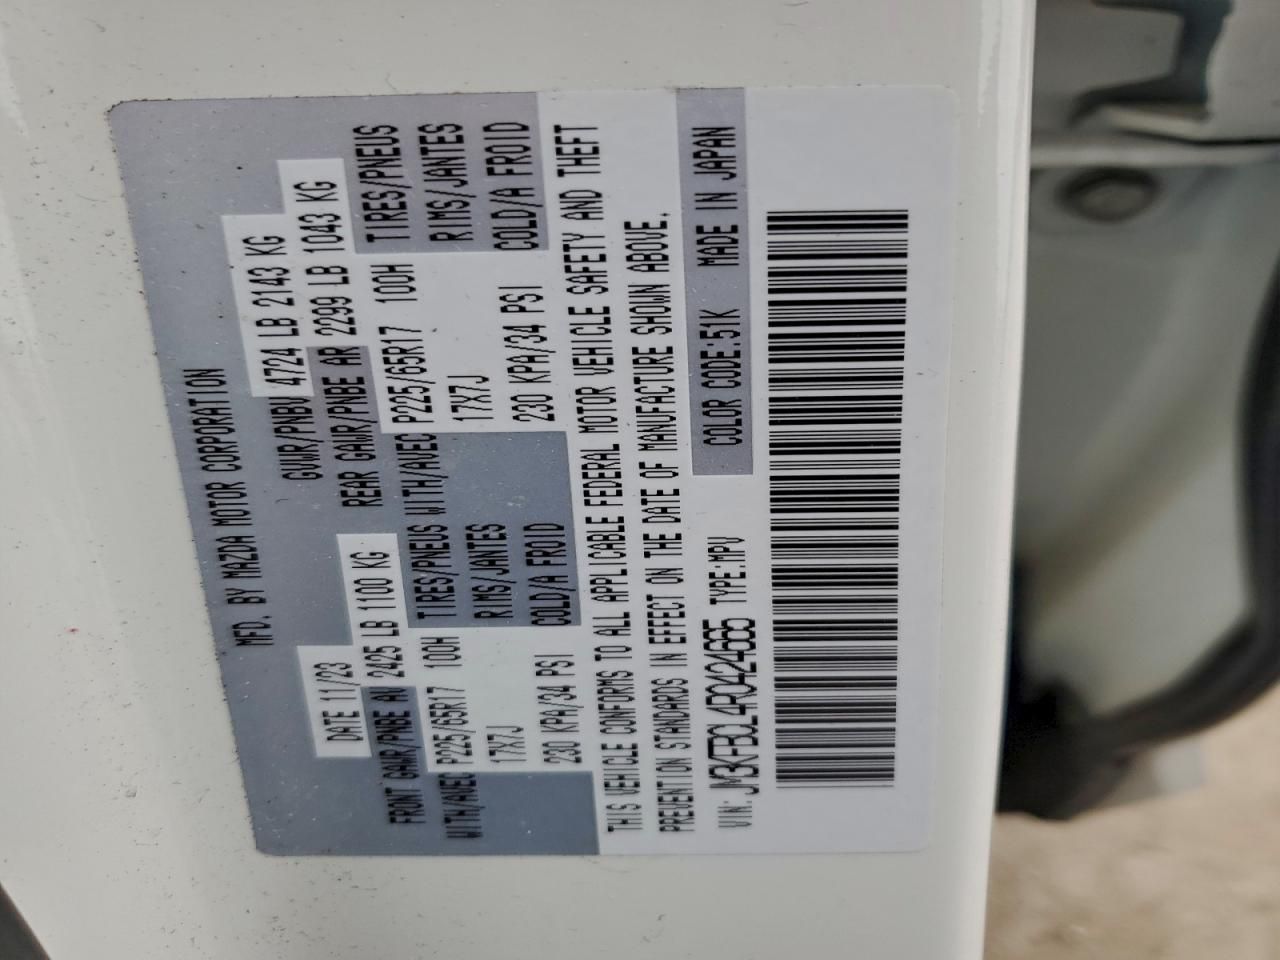 MFD. BY MAZDA MOTOR CORPORATION
DATE 11/23 GVWR/PNBV 4724 LB 2143 KG
FRONT GAWR/PNBE AV 2425 LB 1100 KG REAR GAWR/PNBE AR 2299 LB 1043 KG
WITH/AVEC P225/65R17 100H TIRES/PNEUS WITH/AVEC P225/65R17 100H TIRES/PNEUS
17X7J RIMS/JANTES 17X7J RIMS/JANTES
230 KPA/34 PSI COLD/A FROID 230 KPA/34 PSI COLD/A FROID
THIS VEHICLE CONFORMS TO ALL APPLICABLE FEDERAL MOTOR VEHICLE SAFETY AND THEFT
PREVENTION STANDARDS IN EFFECT ON THE DATE OF MANUFACTURE SHOWN ABOVE.
VIN: JM3KFBCL4R0424665 TYPE:MPV COLOR CODE:51K MADE IN JAPAN